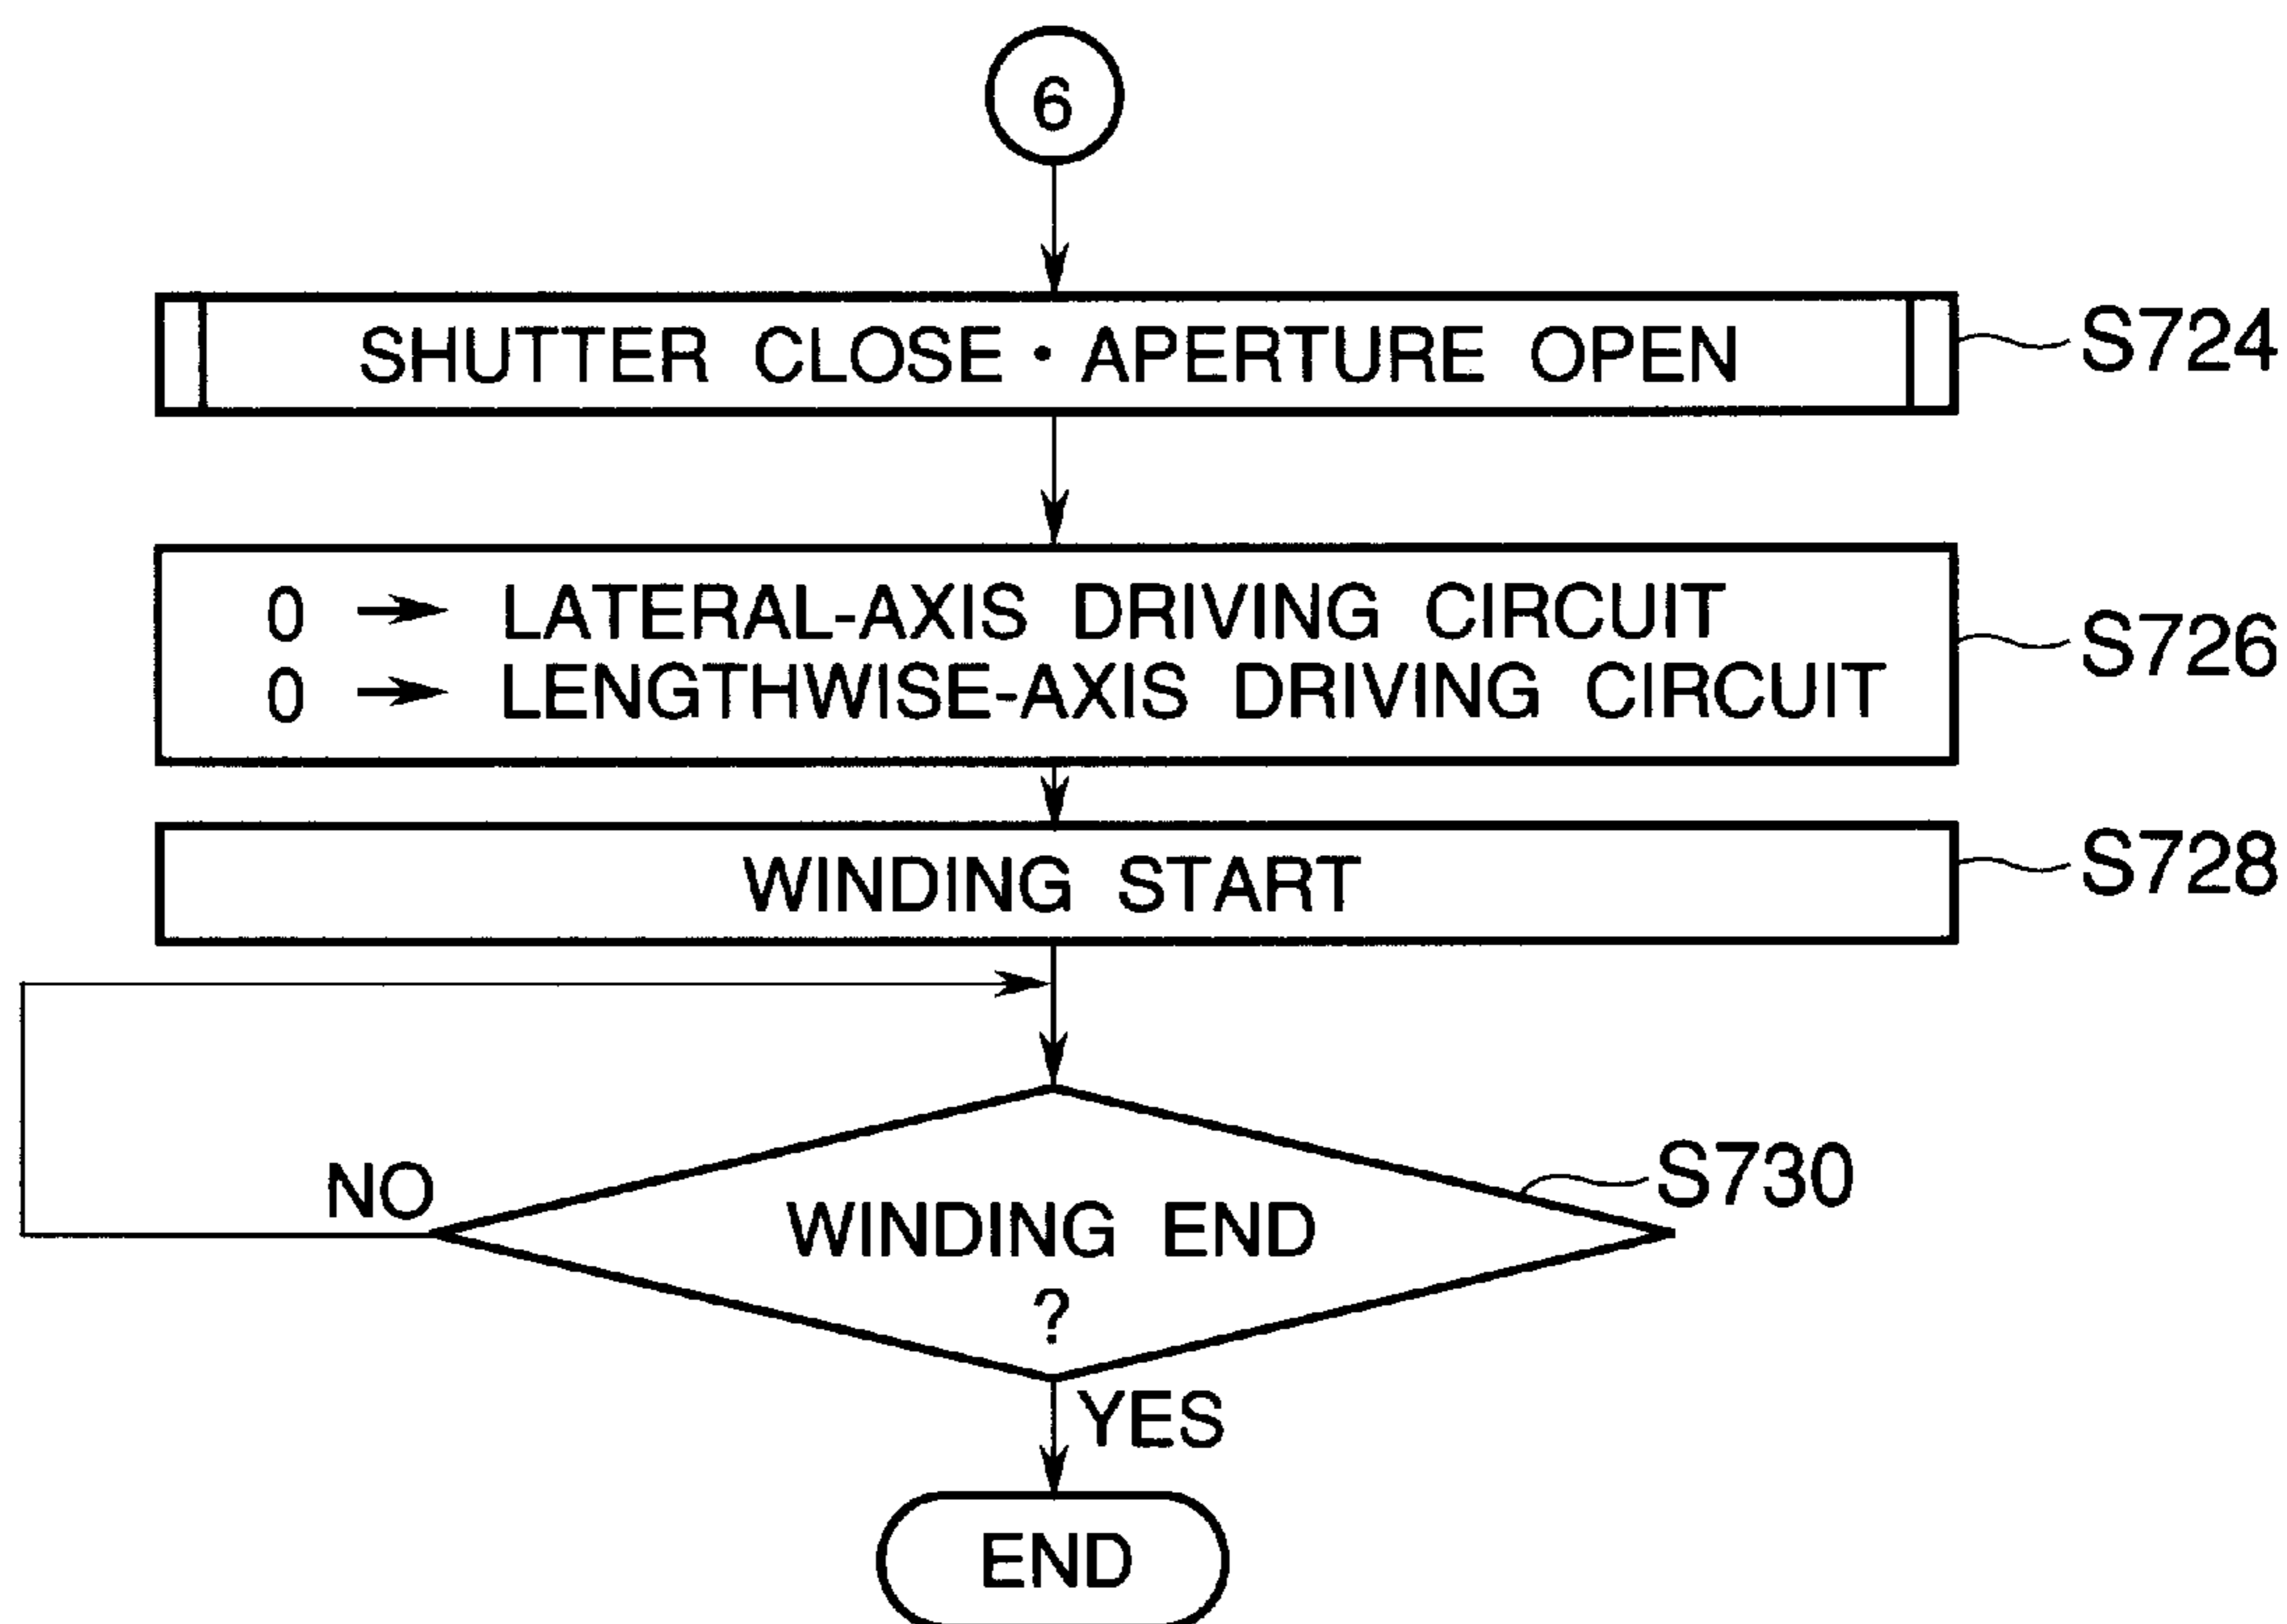 6
SHUTTER CLOSE・APERTURE OPEN
S724
0 → LATERAL-AXIS DRIVING CIRCUIT
0 → LENGTHWISE-AXIS DRIVING CIRCUIT
S726
WINDING START
S728
NO
S730
WINDING END
?
YES
END